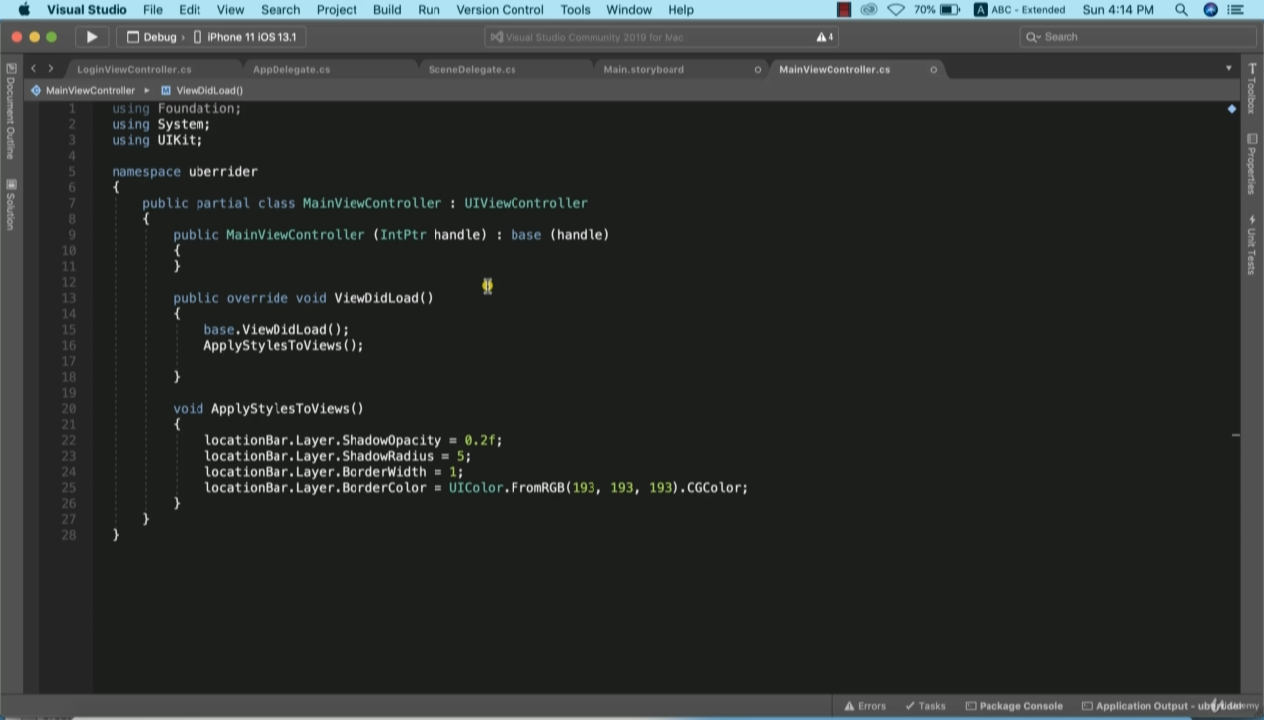 Visual Studio File Edit View Search Project Build Run Version Control Tools Window Help 70% A ABC - Extended Sun 4:14 PM
Debug › iPhone 11 iOS 13.1 Visual Studio Community 2019 for Mac 4 Search
LoginViewController.cs AppDelegate.cs SceneDelegate.cs Main.storyboard MainViewController.cs
MainViewController ▸ M ViewDidLoad()
Document Outline
Solution
Toolbox
Properties
Unit Tests
1 using Foundation;
2 using System;
3 using UIKit;
4
5 namespace uberrider
6 {
7 public partial class MainViewController : UIViewController
8 {
9 public MainViewController (IntPtr handle) : base (handle)
10 {
11 }
12
13 public override void ViewDidLoad()
14 {
15 base.ViewDidLoad();
16 ApplyStylesToViews();
17
18 }
19
20 void ApplyStylesToViews()
21 {
22 locationBar.Layer.ShadowOpacity = 0.2f;
23 locationBar.Layer.ShadowRadius = 5;
24 locationBar.Layer.BorderWidth = 1;
25 locationBar.Layer.BorderColor = UIColor.FromRGB(193, 193, 193).CGColor;
26 }
27 }
28 }
Errors Tasks Package Console Application Output -